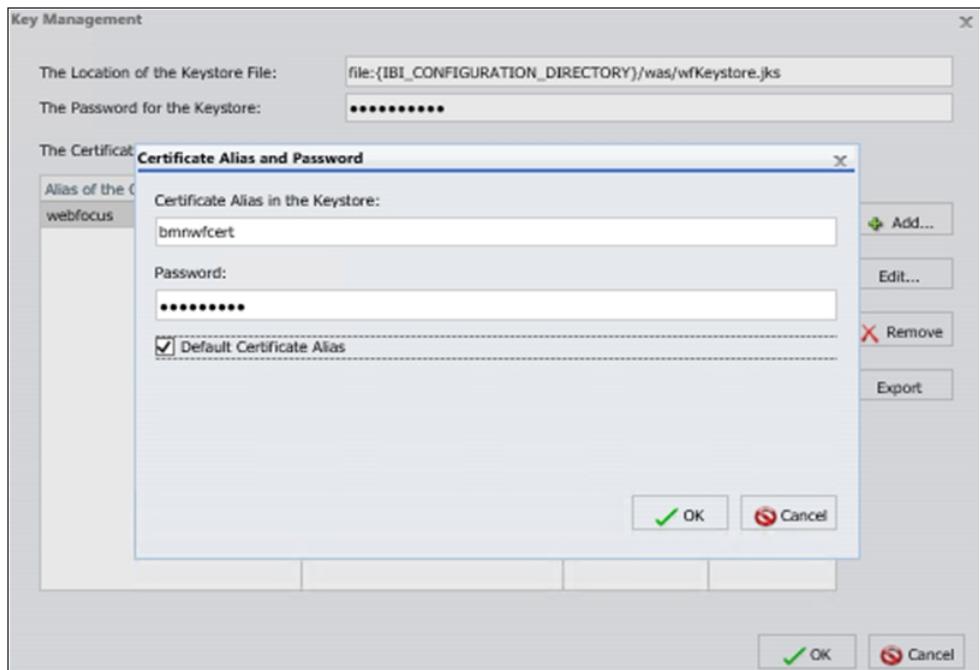 Key Management
The Location of the Keystore File: file:{IBI_CONFIGURATION_DIRECTORY}/was/wfKeystore.jks
The Password for the Keystore: ••••••••••
The Certificat
Alias of the C
webfocus
Certificate Alias and Password
Certificate Alias in the Keystore:
bmnwfcert
Password:
•••••••••
Default Certificate Alias
OK Cancel
Add...
Edit...
Remove
Export
OK Cancel